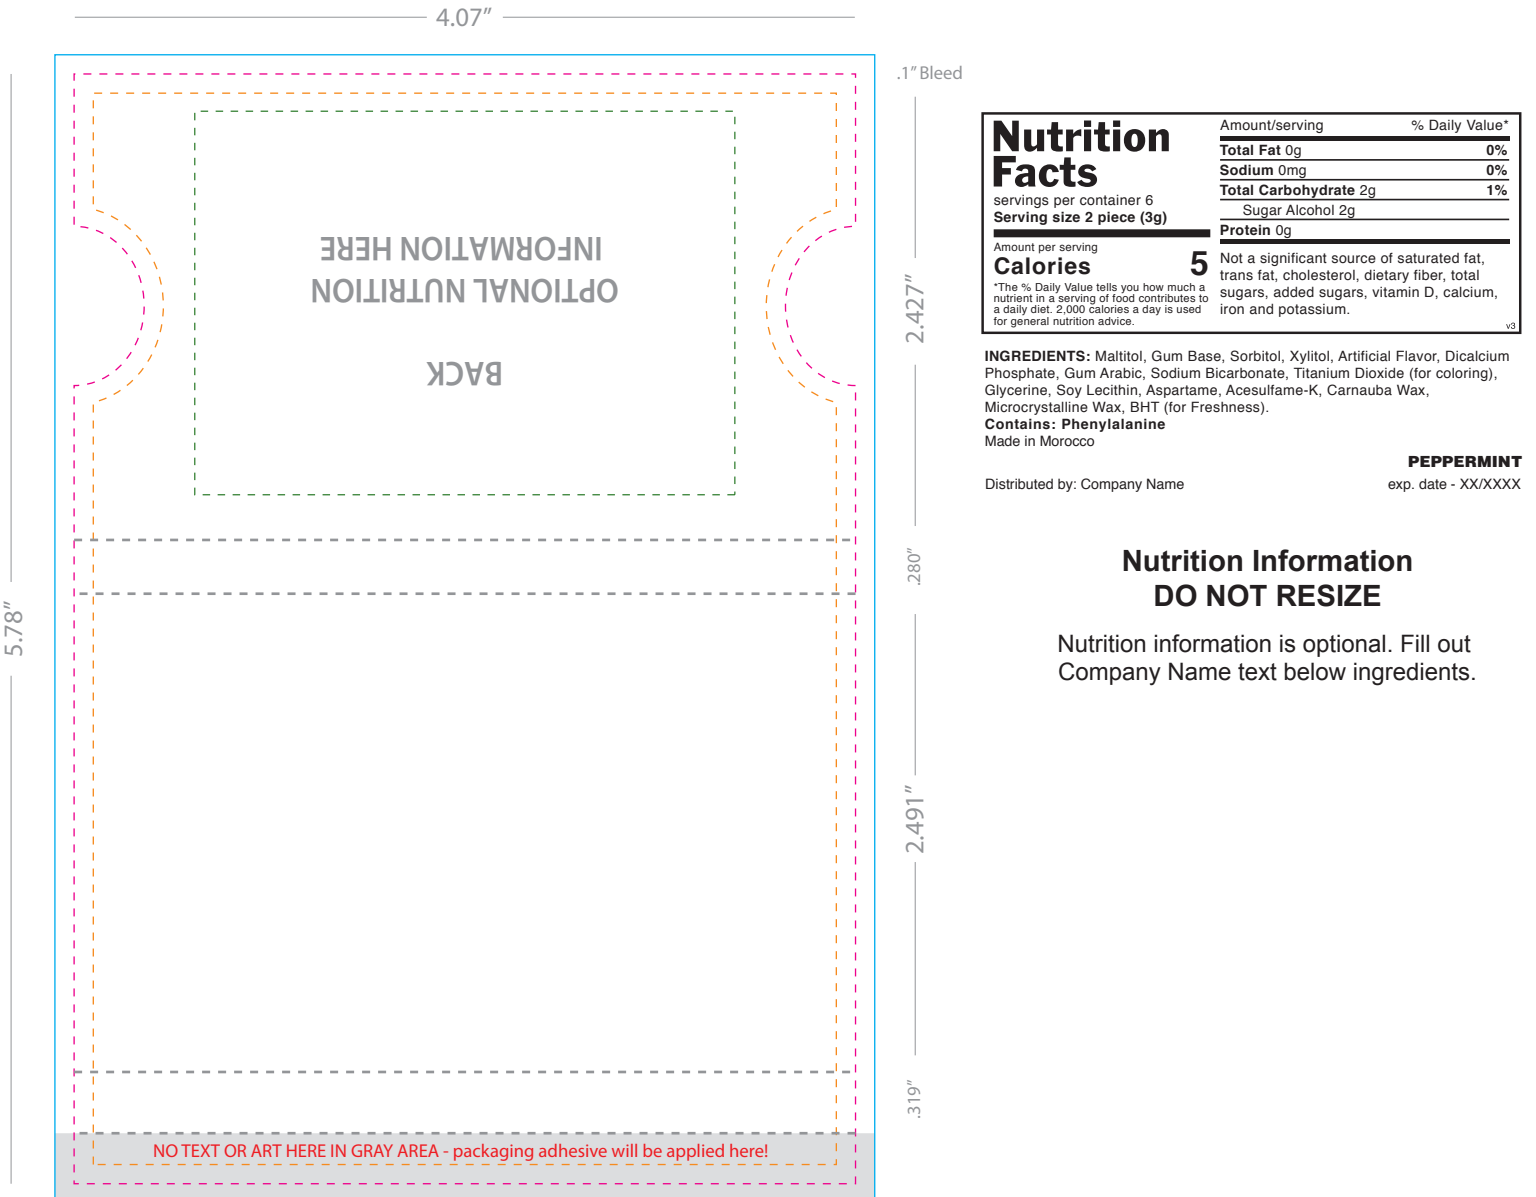 4.07”
.1” Bleed
5.78”
INFORMATION HERE
OPTIONAL NUTRITION
BACK
2.427”
.280”
2.491”
.319”
NO TEXT OR ART HERE IN GRAY AREA - packaging adhesive will be applied here!
Nutrition
Facts
servings per container 6
Serving size 2 piece (3g)
Amount per serving
Calories 5
*The % Daily Value tells you how much a
nutrient in a serving of food contributes to
a daily diet. 2,000 calories a day is used
for general nutrition advice.
Amount/serving % Daily Value*
Total Fat 0g 0%
Sodium 0mg 0%
Total Carbohydrate 2g 1%
Sugar Alcohol 2g
Protein 0g
Not a significant source of saturated fat,
trans fat, cholesterol, dietary fiber, total
sugars, added sugars, vitamin D, calcium,
iron and potassium.
v3
INGREDIENTS: Maltitol, Gum Base, Sorbitol, Xylitol, Artificial Flavor, Dicalcium
Phosphate, Gum Arabic, Sodium Bicarbonate, Titanium Dioxide (for coloring),
Glycerine, Soy Lecithin, Aspartame, Acesulfame-K, Carnauba Wax,
Microcrystalline Wax, BHT (for Freshness).
Contains: Phenylalanine
Made in Morocco
PEPPERMINT
Distributed by: Company Name exp. date - XX/XXXX
Nutrition Information
DO NOT RESIZE
Nutrition information is optional. Fill out
Company Name text below ingredients.